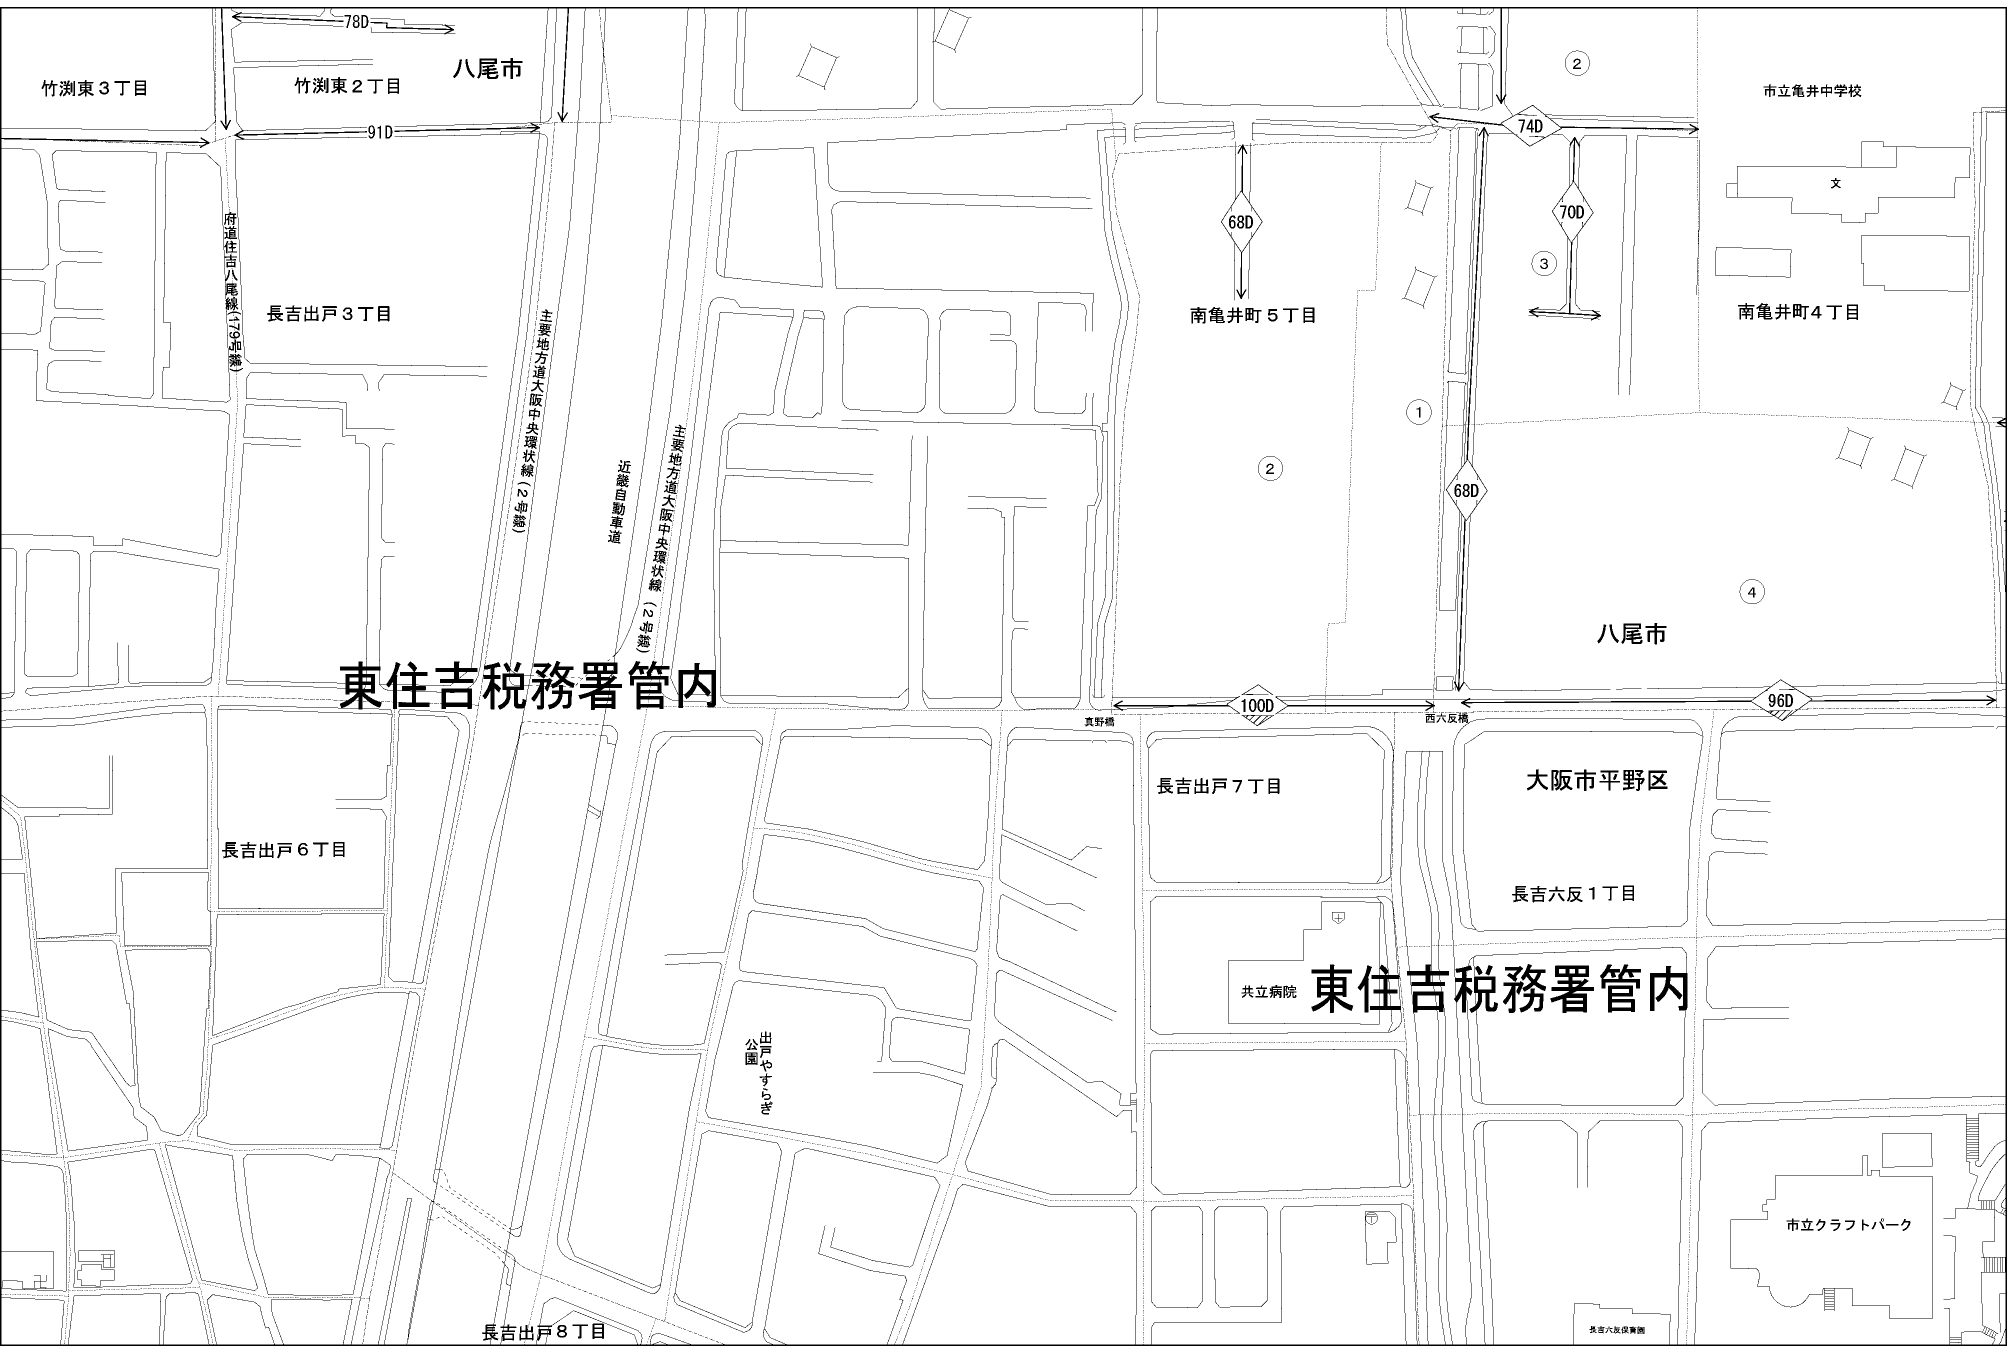 78D
八尾市
竹渕東３丁目
竹渕東２丁目
91D
②
市立亀井中学校
74D
文
68D
70D
③
府道住吉八尾線(179号線)
長吉出戸３丁目
南亀井町５丁目
南亀井町４丁目
主要地方道大阪中央環状線(２号線)
近畿自動車道
主要地方道大阪中央環状線(２号線)
①
②
68D
④
八尾市
東住吉税務署管内
100D
96D
真野橋
西六反橋
長吉出戸７丁目
大阪市平野区
長吉出戸６丁目
長吉六反１丁目
共立病院
東住吉税務署管内
出戸やすらぎ
公園
市立クラフトパーク
長吉出戸８丁目
長吉六反保育園